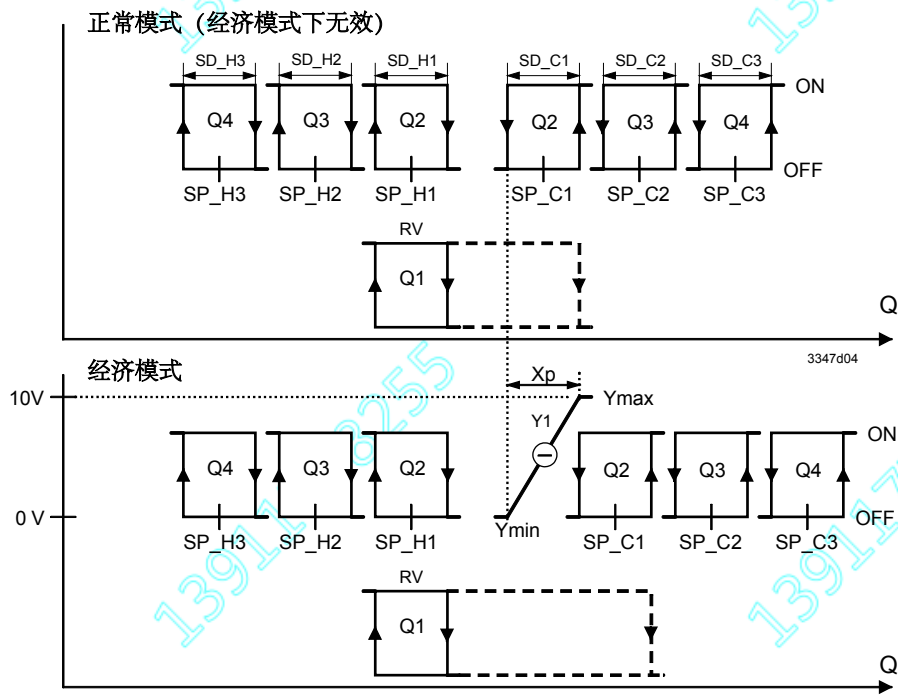 正常模式（经济模式下无效）
SD_H3 SD_H2 SD_H1 SD_C1 SD_C2 SD_C3
ON
Q4 Q3 Q2 Q2 Q3 Q4
OFF
SP_H3 SP_H2 SP_H1 SP_C1 SP_C2 SP_C3
RV
Q1
Q
3347d04
经济模式
Xp
10V
Ymax
Y1
ON
Q4 Q3 Q2 Q2 Q3 Q4
0 V
OFF
Ymin
SP_H3 SP_H2 SP_H1 SP_C1 SP_C2 SP_C3
RV
Q1
Q